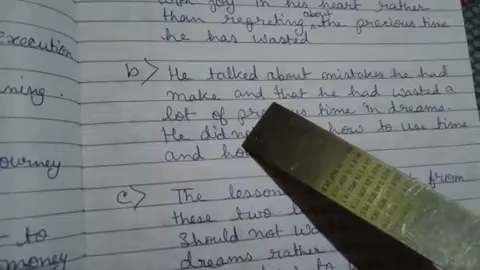 with joy in his heart rather
than regreting about the precious time
he has wasted
execution
b) He talked about mistakes he had
make and that he had wasted a
ning.
lot of time in dreams.
He did how to use time
and
ourney
c) The lesson from
these two
- to
should not
money
dreams rather